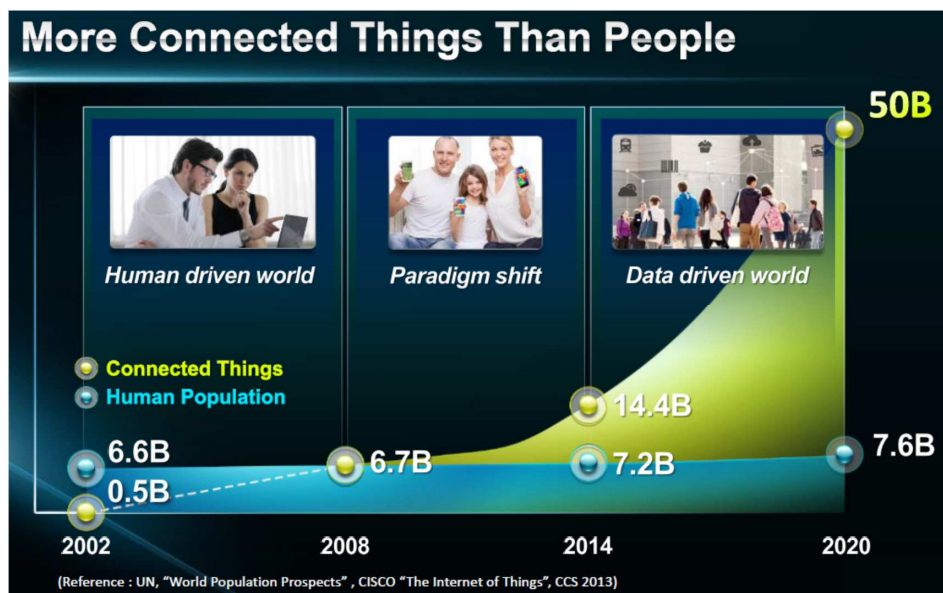 More Connected Things Than People
50B
Human driven world
Paradigm shift
Data driven world
Connected Things
Human Population
14.4B
6.6B
6.7B
7.2B
7.6B
0.5B
2002
2008
2014
2020
(Reference : UN, “World Population Prospects” , CISCO “The Internet of Things”, CCS 2013)